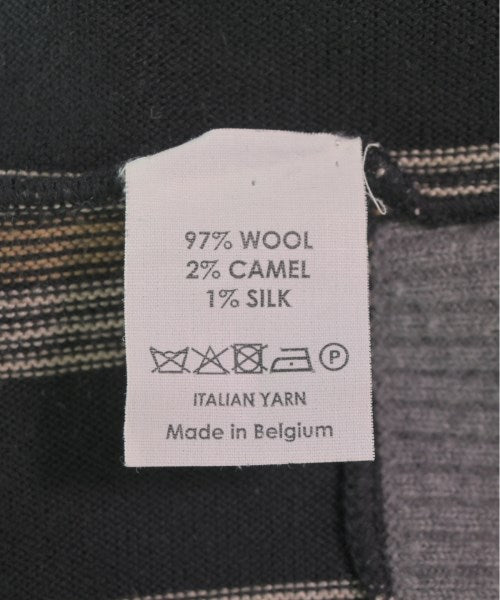 97% WOOL
2% CAMEL
1% SILK
P
ITALIAN YARN
Made in Belgium